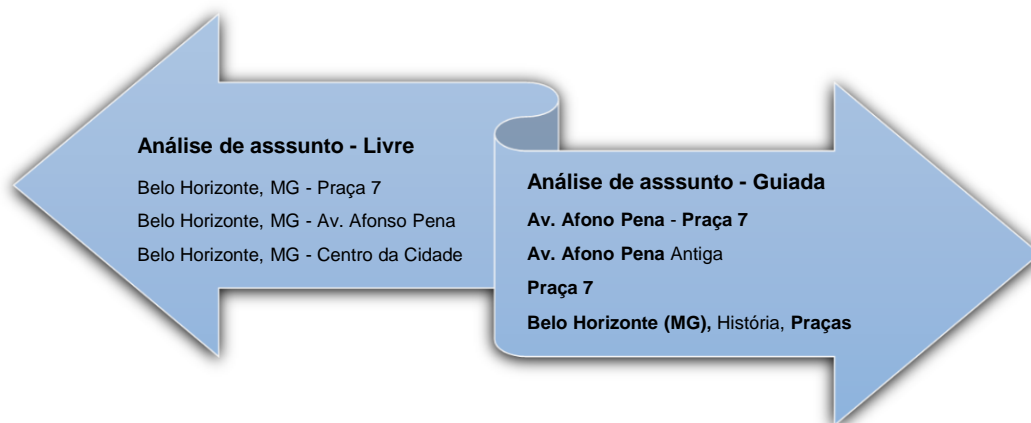 Análise de asssunto - Livre
Belo Horizonte, MG - Praça 7
Belo Horizonte, MG - Av. Afonso Pena
Belo Horizonte, MG - Centro da Cidade
Análise de asssunto - Guiada
Av. Afono Pena - Praça 7
Av. Afono Pena Antiga
Praça 7
Belo Horizonte (MG), História, Praças